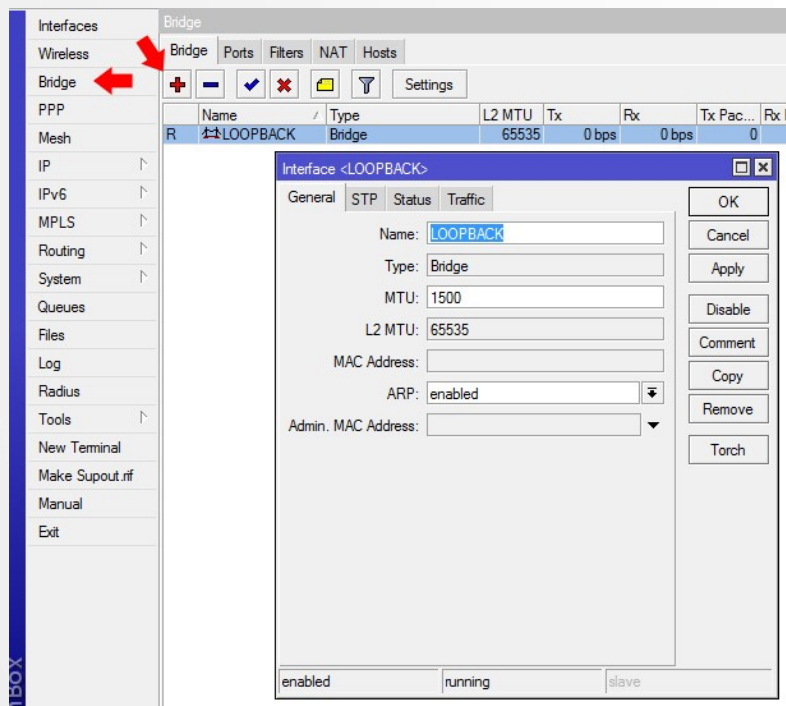 Interfaces
Wireless
Bridge
PPP
Mesh
IP
IPv6
MPLS
Routing
System
Queues
Files
Log
Radius
Tools
New Terminal
Make Supout.rif
Manual
Exit
Bridge
Bridge Ports Filters NAT Hosts
Settings
Name / Type L2 MTU Tx Rx Tx Pac... Rx
R LOOPBACK Bridge 65535 0 bps 0 bps 0
Interface <LOOPBACK>
General STP Status Traffic
Name: LOOPBACK
Type: Bridge
MTU: 1500
L2 MTU: 65535
MAC Address:
ARP: enabled
Admin. MAC Address:
OK
Cancel
Apply
Disable
Comment
Copy
Remove
Torch
enabled running slave